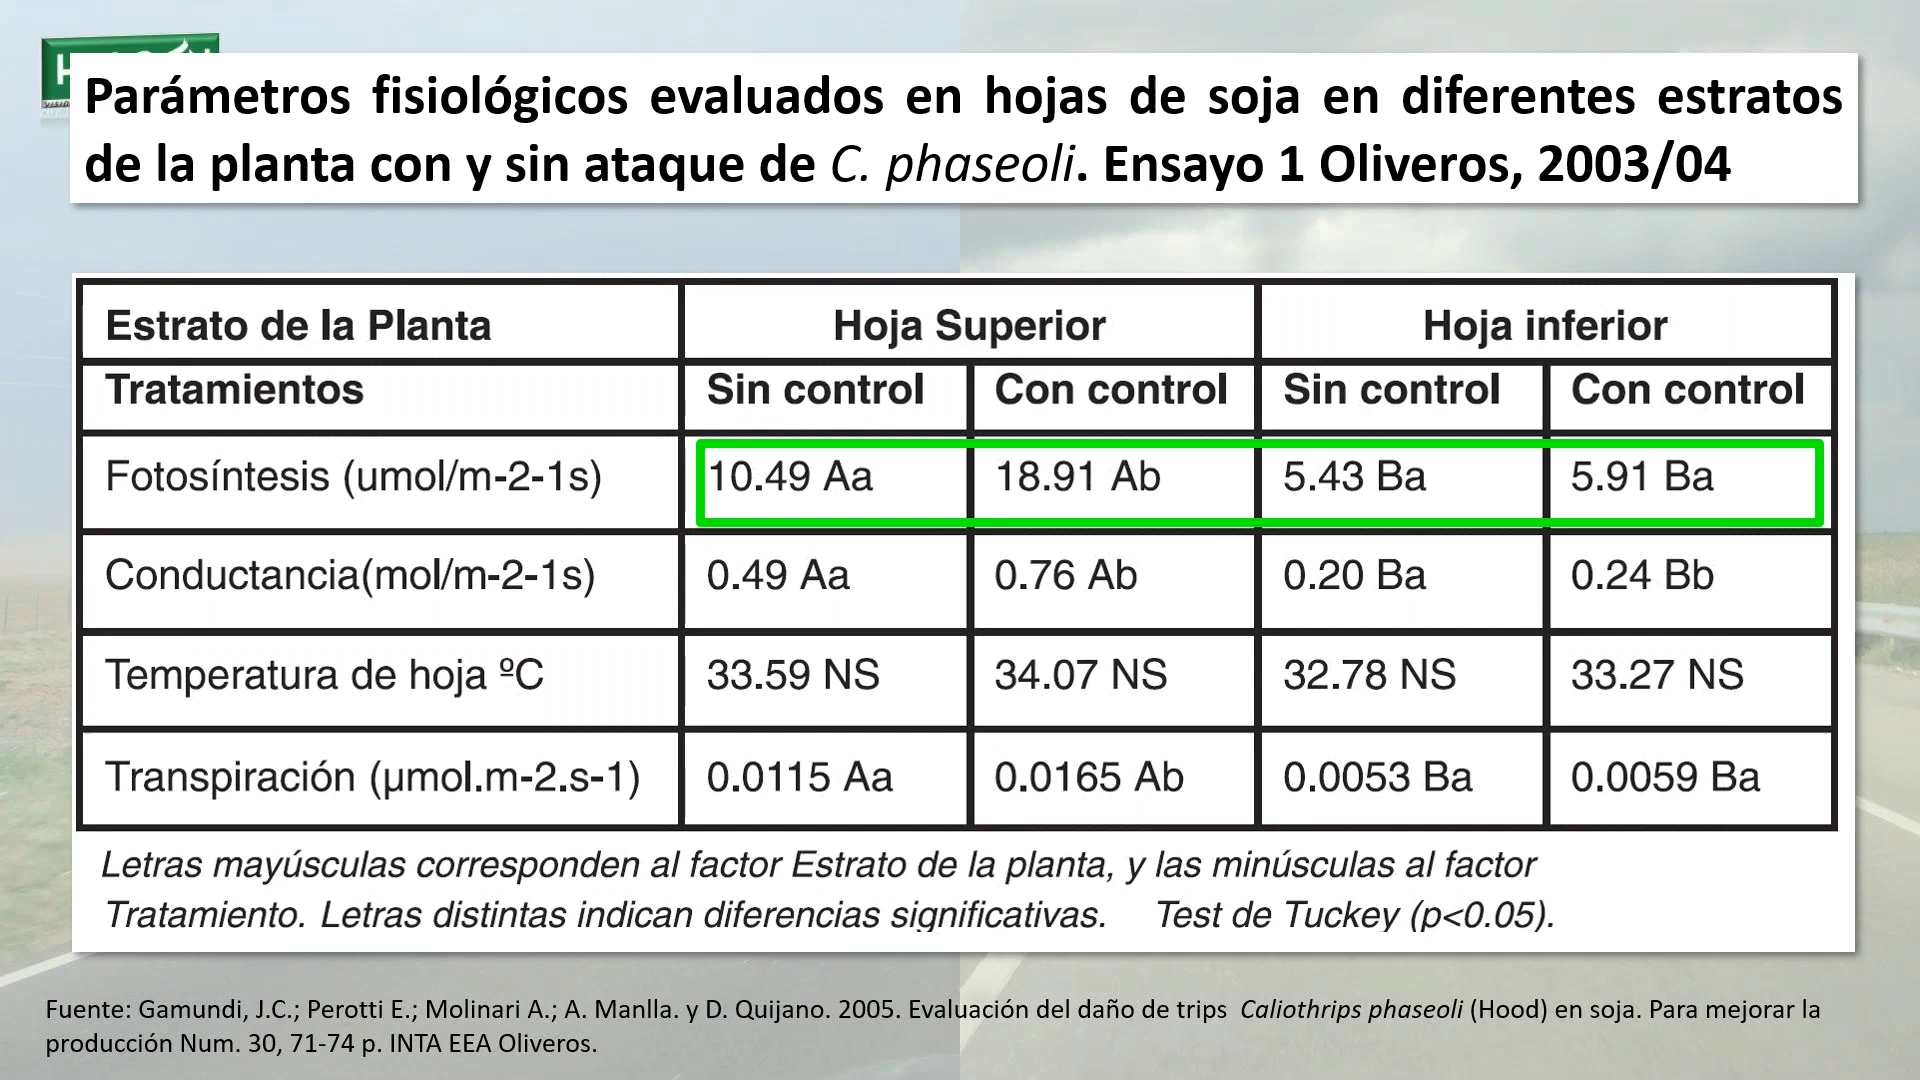 Parámetros fisiológicos evaluados en hojas de soja en diferentes estratos
de la planta con y sin ataque de C. phaseoli. Ensayo 1 Oliveros, 2003/04
Estrato de la Planta Hoja Superior Hoja inferior
Tratamientos Sin control Con control Sin control Con control
Fotosíntesis (umol/m-2-1s) 10.49 Aa 18.91 Ab 5.43 Ba 5.91 Ba
Conductancia(mol/m-2-1s) 0.49 Aa 0.76 Ab 0.20 Ba 0.24 Bb
Temperatura de hoja ºC 33.59 NS 34.07 NS 32.78 NS 33.27 NS
Transpiración (µmol.m-2.s-1) 0.0115 Aa 0.0165 Ab 0.0053 Ba 0.0059 Ba
Letras mayúsculas corresponden al factor Estrato de la planta, y las minúsculas al factor
Tratamiento. Letras distintas indican diferencias significativas. Test de Tuckey (p<0.05).
Fuente: Gamundi, J.C.; Perotti E.; Molinari A.; A. Manlla. y D. Quijano. 2005. Evaluación del daño de trips Caliothrips phaseoli (Hood) en soja. Para mejorar la
producción Num. 30, 71-74 p. INTA EEA Oliveros.